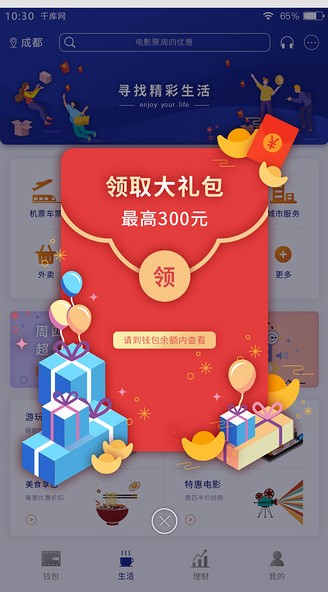 10:30 千库网 65%
成都 电影票周四优惠
寻找精彩生活
enjoy your life
领取大礼包
最高300元
机票车票 城市服务
领
外卖 更多
请到钱包余额内查看
周四
超
游玩
美食享
每周优惠折扣
特惠电影
周四半价抢购
钱包 生活 理财 我的